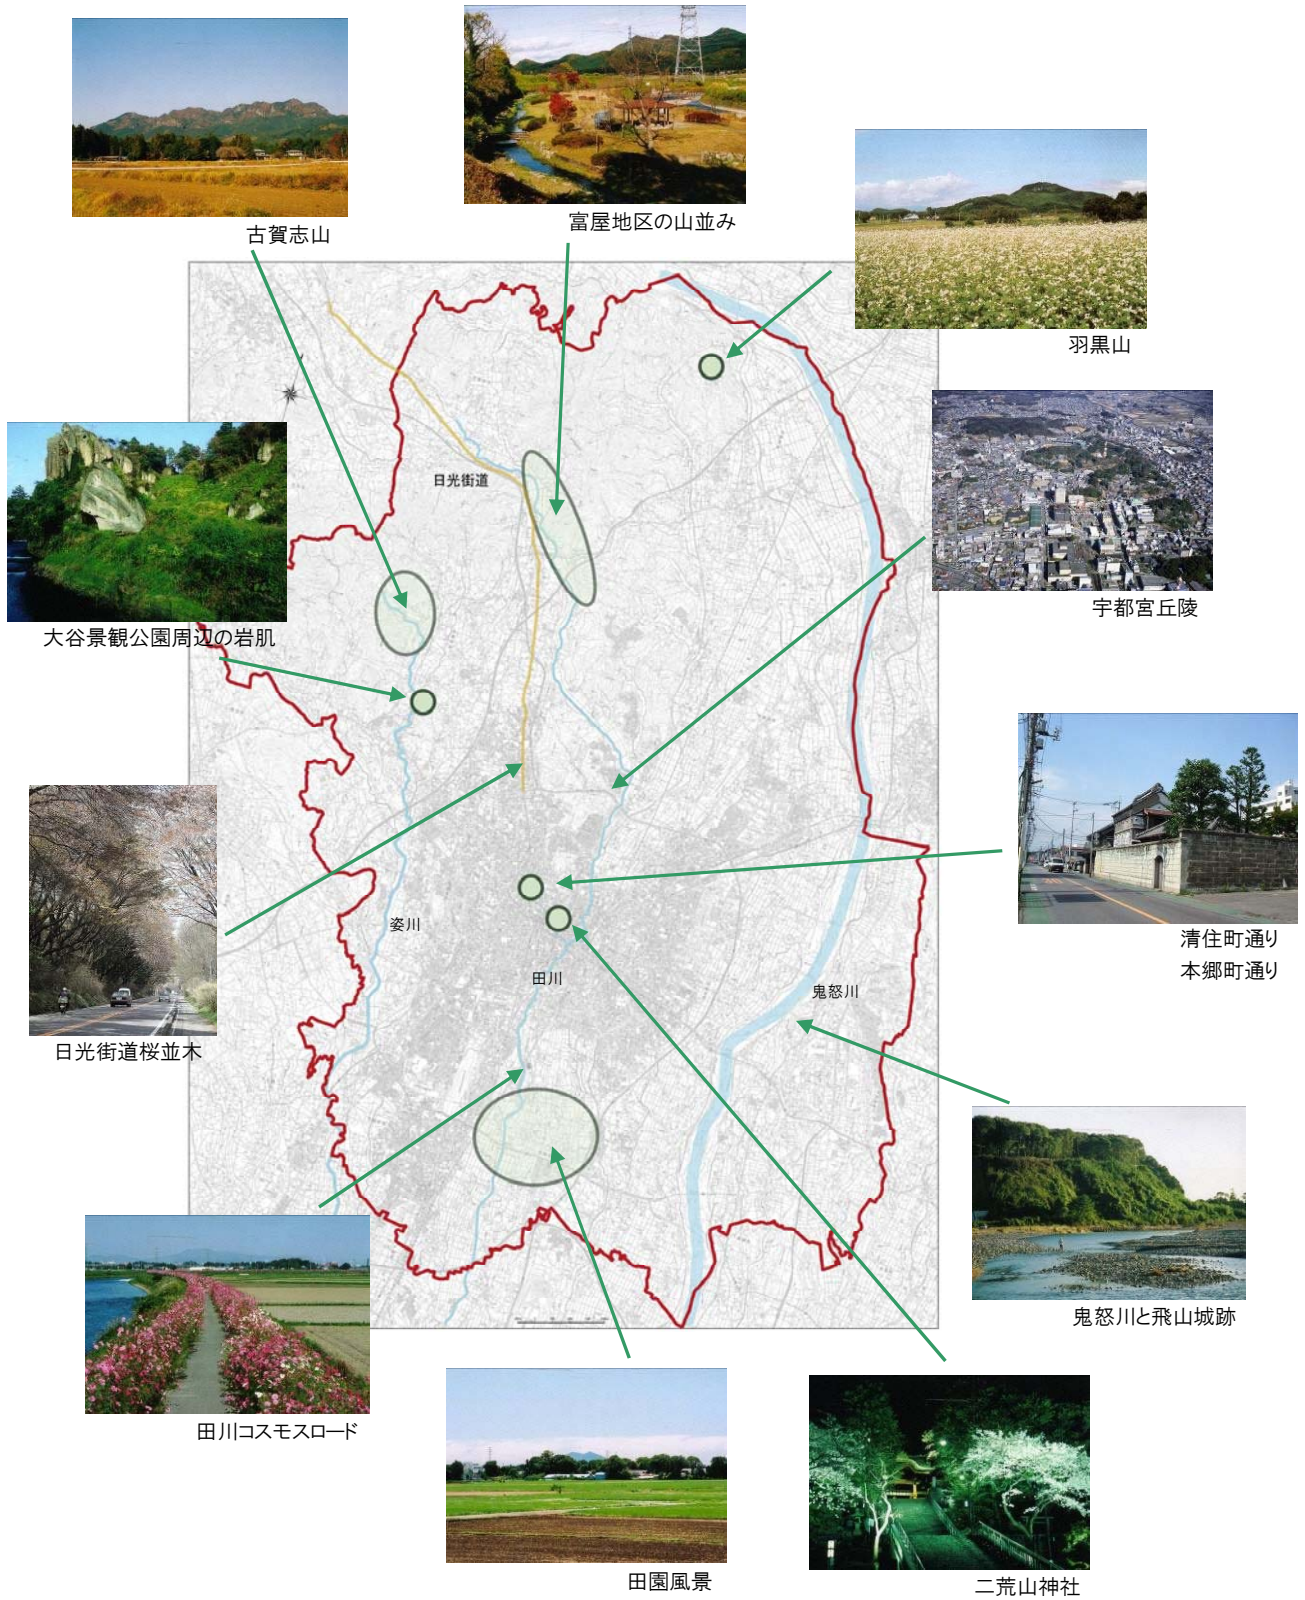 富屋地区の山並み
古賀志山
羽黒山
日光街道
宇都宮丘陵
大谷景観公園周辺の岩肌
姿川
清住町通り
本郷町通り
田川
鬼怒川
日光街道桜並木
鬼怒川と飛山城跡
田川コスモスロード
田園風景
二荒山神社